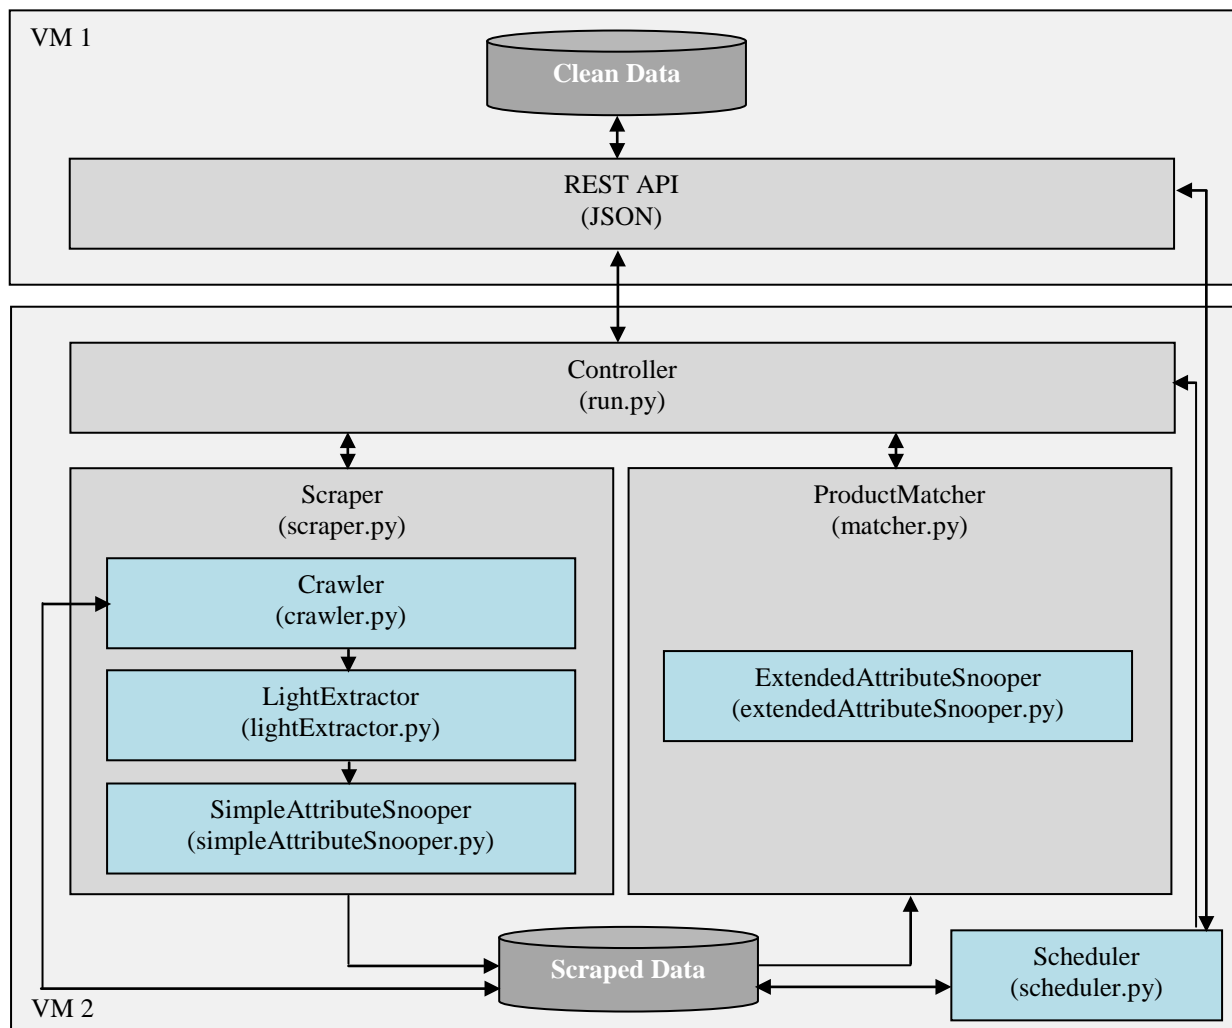 VM 1
Clean Data
REST API
(JSON)
Controller
(run.py)
Scraper
(scraper.py)
ProductMatcher
(matcher.py)
Crawler
(crawler.py)
LightExtractor
(lightExtractor.py)
ExtendedAttributeSnooper
(extendedAttributeSnooper.py)
SimpleAttributeSnooper
(simpleAttributeSnooper.py)
Scraped Data
Scheduler
(scheduler.py)
VM 2